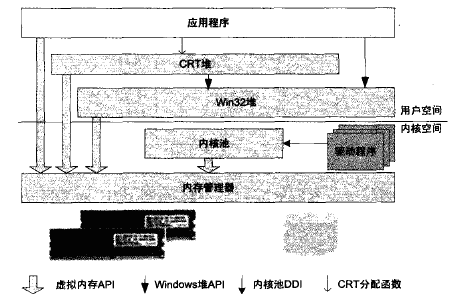 应用程序
CRT堆
Win32堆
用户空间
内核空间
内核池
驱动程序
内存管理器
虚拟内存API
Windows堆API
内核池DDI
CRT分配函数